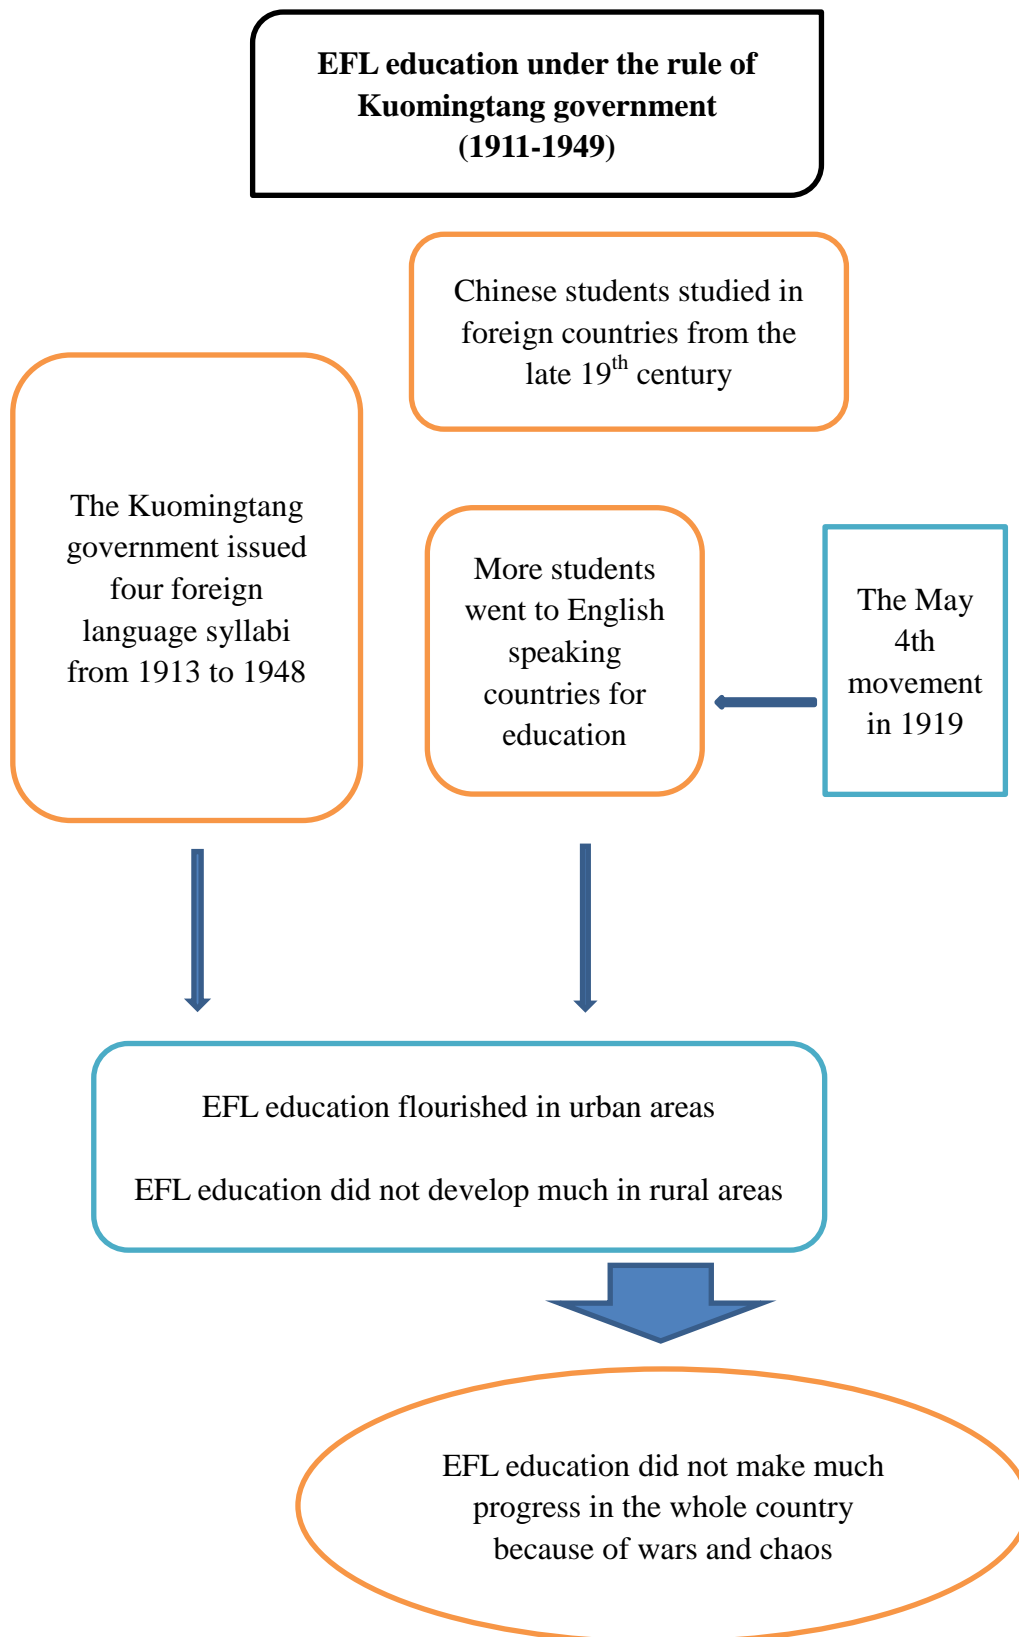 EFL education under the rule of
Kuomingtang government
(1911-1949)
Chinese students studied in
foreign countries from the
late 19th century
The Kuomingtang
government issued
four foreign
language syllabi
from 1913 to 1948
More students
went to English
speaking
countries for
education
The May
4th
movement
in 1919
EFL education flourished in urban areas
EFL education did not develop much in rural areas
EFL education did not make much
progress in the whole country
because of wars and chaos